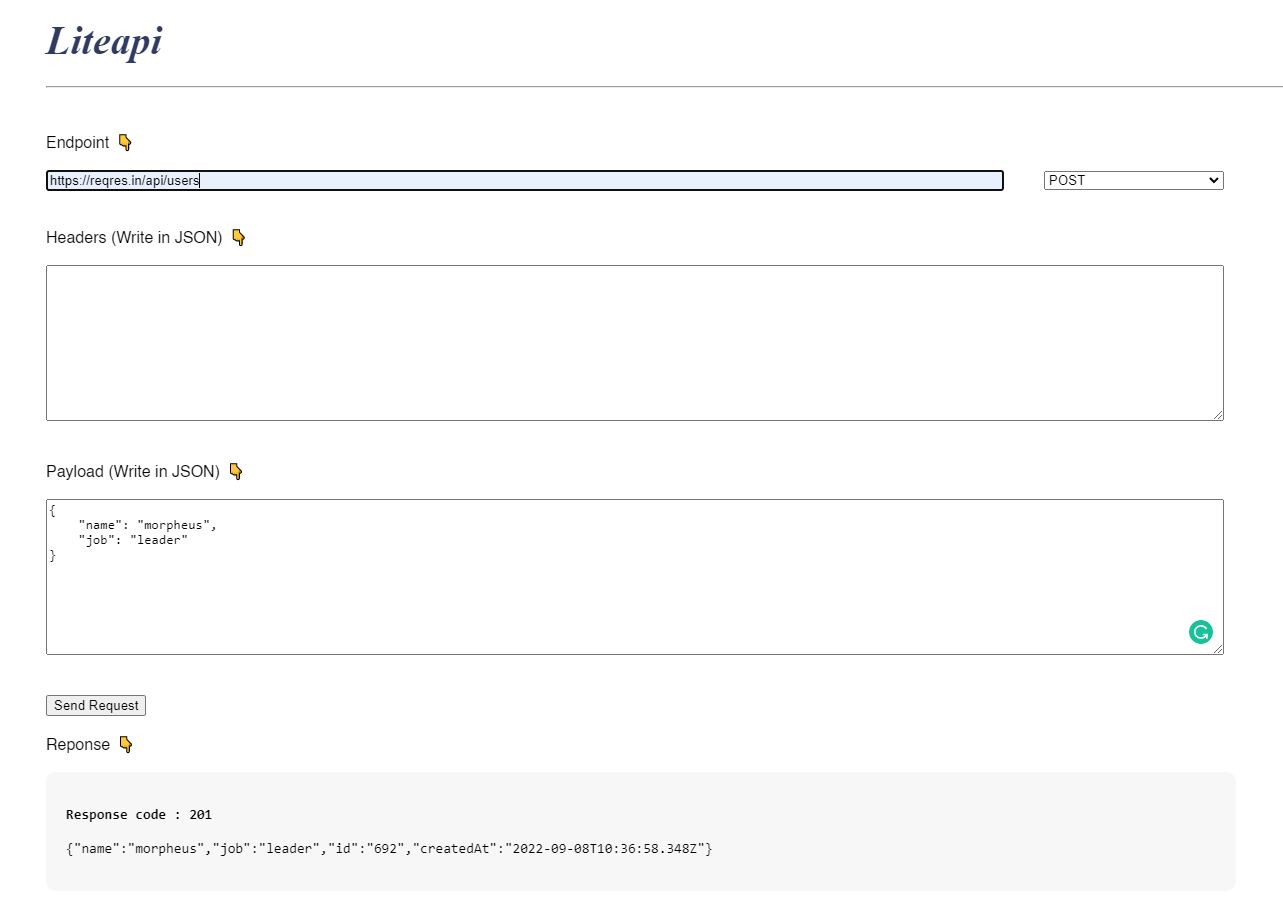 Liteapi
Endpoint 👇
https://reqres.in/api/users
POST
Headers (Write in JSON) 👇
Payload (Write in JSON) 👇
{
    "name": "morpheus",
    "job": "leader"
}
Send Request
Reponse 👇
Response code : 201
{"name":"morpheus","job":"leader","id":"692","createdAt":"2022-09-08T10:36:58.348Z"}